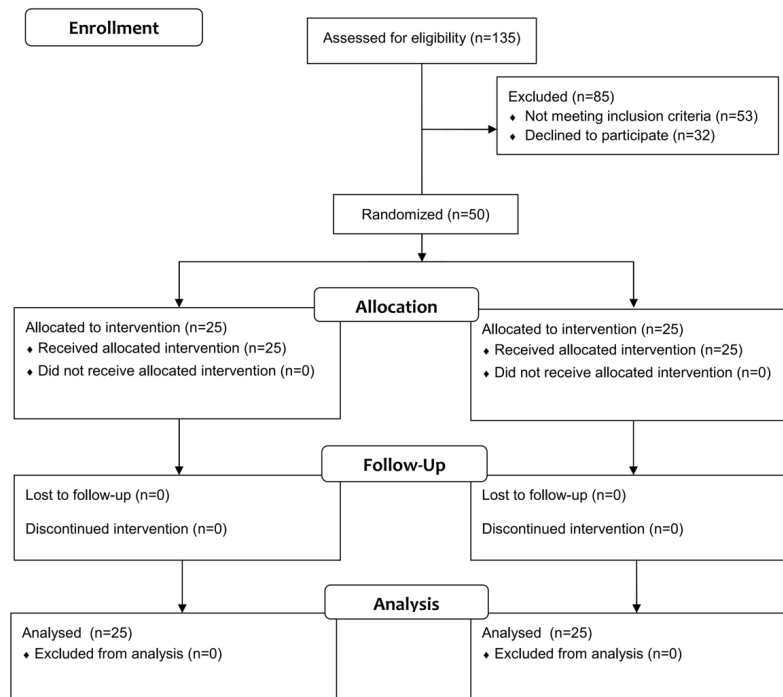 Enrollment
Assessed for eligibility (n=135)
Excluded (n=85)
♦ Not meeting inclusion criteria (n=53)
♦ Declined to participate (n=32)
Randomized (n=50)
Allocation
Allocated to intervention (n=25)
♦ Received allocated intervention (n=25)
♦ Did not receive allocated intervention (n=0)
Allocated to intervention (n=25)
♦ Received allocated intervention (n=25)
♦ Did not receive allocated intervention (n=0)
Follow-Up
Lost to follow-up (n=0)
Discontinued intervention (n=0)
Lost to follow-up (n=0)
Discontinued intervention (n=0)
Analysis
Analysed (n=25)
♦ Excluded from analysis (n=0)
Analysed (n=25)
♦ Excluded from analysis (n=0)